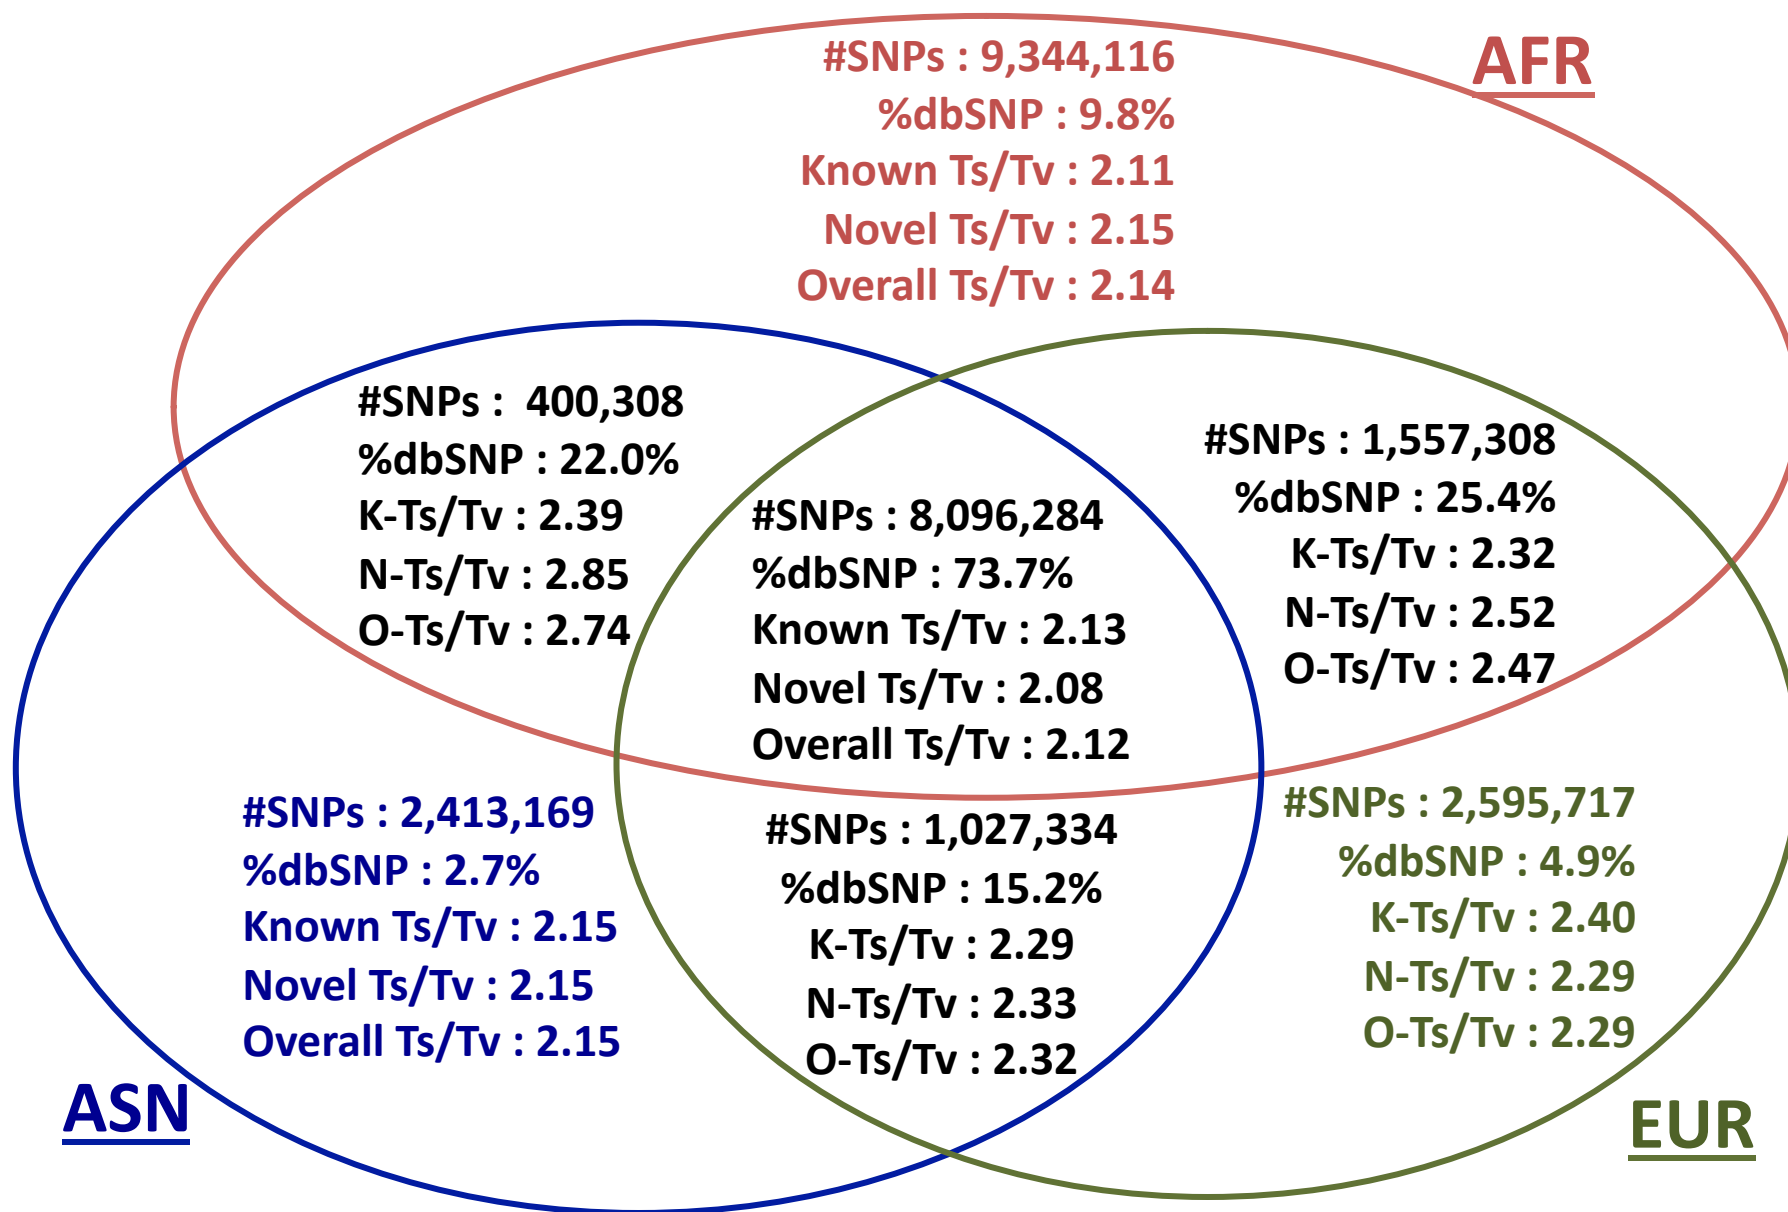 AFR
#SNPs : 9,344,116
%dbSNP : 9.8%
Known Ts/Tv : 2.11
Novel Ts/Tv : 2.15
Overall Ts/Tv : 2.14
#SNPs :  400,308
%dbSNP : 22.0%
K-Ts/Tv : 2.39
N-Ts/Tv : 2.85
O-Ts/Tv : 2.74
#SNPs : 8,096,284
%dbSNP : 73.7%
Known Ts/Tv : 2.13
Novel Ts/Tv : 2.08
Overall Ts/Tv : 2.12
#SNPs : 1,557,308
%dbSNP : 25.4%
K-Ts/Tv : 2.32
N-Ts/Tv : 2.52
O-Ts/Tv : 2.47
#SNPs : 2,413,169
%dbSNP : 2.7%
Known Ts/Tv : 2.15
Novel Ts/Tv : 2.15
Overall Ts/Tv : 2.15
#SNPs : 1,027,334
%dbSNP : 15.2%
K-Ts/Tv : 2.29
N-Ts/Tv : 2.33
O-Ts/Tv : 2.32
#SNPs : 2,595,717
%dbSNP : 4.9%
K-Ts/Tv : 2.40
N-Ts/Tv : 2.29
O-Ts/Tv : 2.29
ASN
EUR